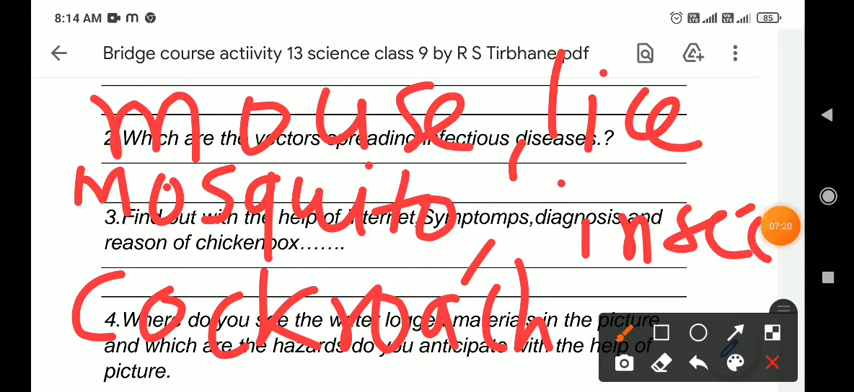 8:14 AM
85
Bridge course actiivity 13 science class 9 by R S Tirbhane.pdf
mouse, lice
2.Which are the vectors spreading infectious diseases.?
Mosquito, insec
3.Find out with the help of internet,Symptomps,diagnosis and
reason of chickenpox.......
07:20
Cockroach
4.Where do you see the water logged materials in the picture
and which are the hazards do you anticipate with the help of
picture.